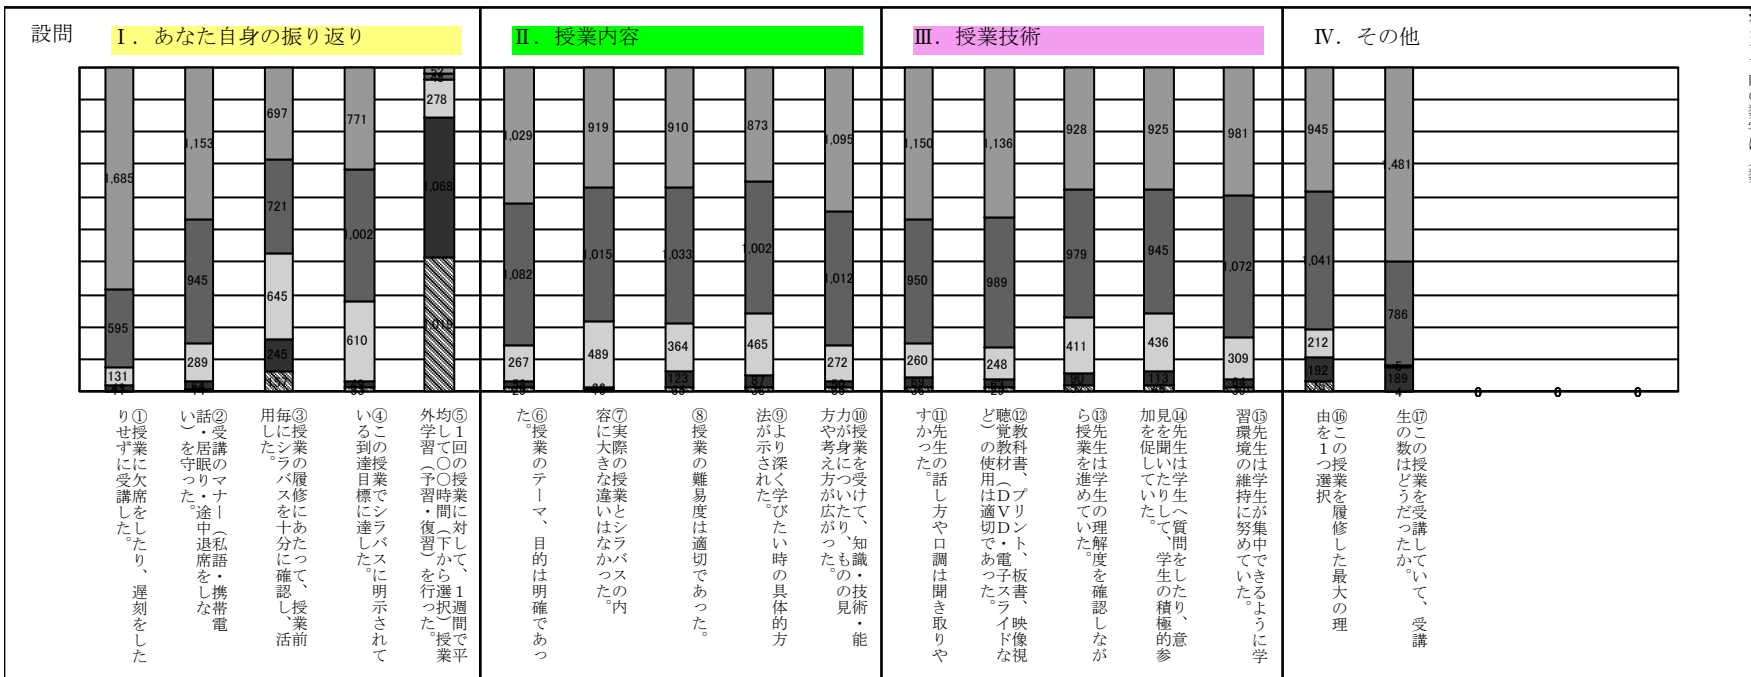 設問
Ⅰ．あなた自身の振り返り
Ⅱ．授業内容
Ⅲ．授業技術
Ⅳ．その他
1,685
595
131
1,153
945
289
697
721
645
245
157
771
1,002
610
278
1,068
1,029
1,082
267
919
1,015
489
910
1,033
364
123
873
1,002
465
87
1,095
1,012
272
1,150
950
260
69
1,136
989
248
928
979
411
90
925
945
436
113
981
1,072
309
945
1,041
212
192
1,481
786
5
189
4
0
0
0
①授業に欠席をしたり、遅刻をした
りせずに受講した。
②受講のマナー（私語・携帯電
話・居眠り・途中退席をしな
い）を守った。
③授業の履修にあたって、授業前
毎にシラバスを十分に確認し、活
用した。
④この授業でシラバスに明示されて
いる到達目標に達した。
⑤１回の授業に対して、１週間で平
均して〇〇時間（下から選択）授業
外学習（予習・復習）を行った。
⑥授業のテーマ、目的は明確であっ
た。
⑦実際の授業とシラバスの内
容に大きな違いはなかった。
⑧授業の難易度は適切であった。
⑨より深く学びたい時の具体的方
法が示された。
⑩授業を受けて、知識・技術・能
力が身についたり、ものの見
方や考え方が広がった。
⑪先生の話し方や口調は聞き取りや
すかった。
⑫教科書、プリント、板書、映像視
聴覚教材（ＤＶＤ・電子スライドな
ど）の使用は適切であった。
⑬先生は学生の理解度を確認しなが
ら授業を進めていた。
⑭先生は学生へ質問をしたり、意
見を聞いたりして、学生の積極的参
加を促していた。
⑮先生は学生が集中できるように学
習環境の維持に努めていた。
⑯この授業を履修した最大の理
由を１つ選択
⑰この授業を受講していて、受講
生の数はどうだったか。